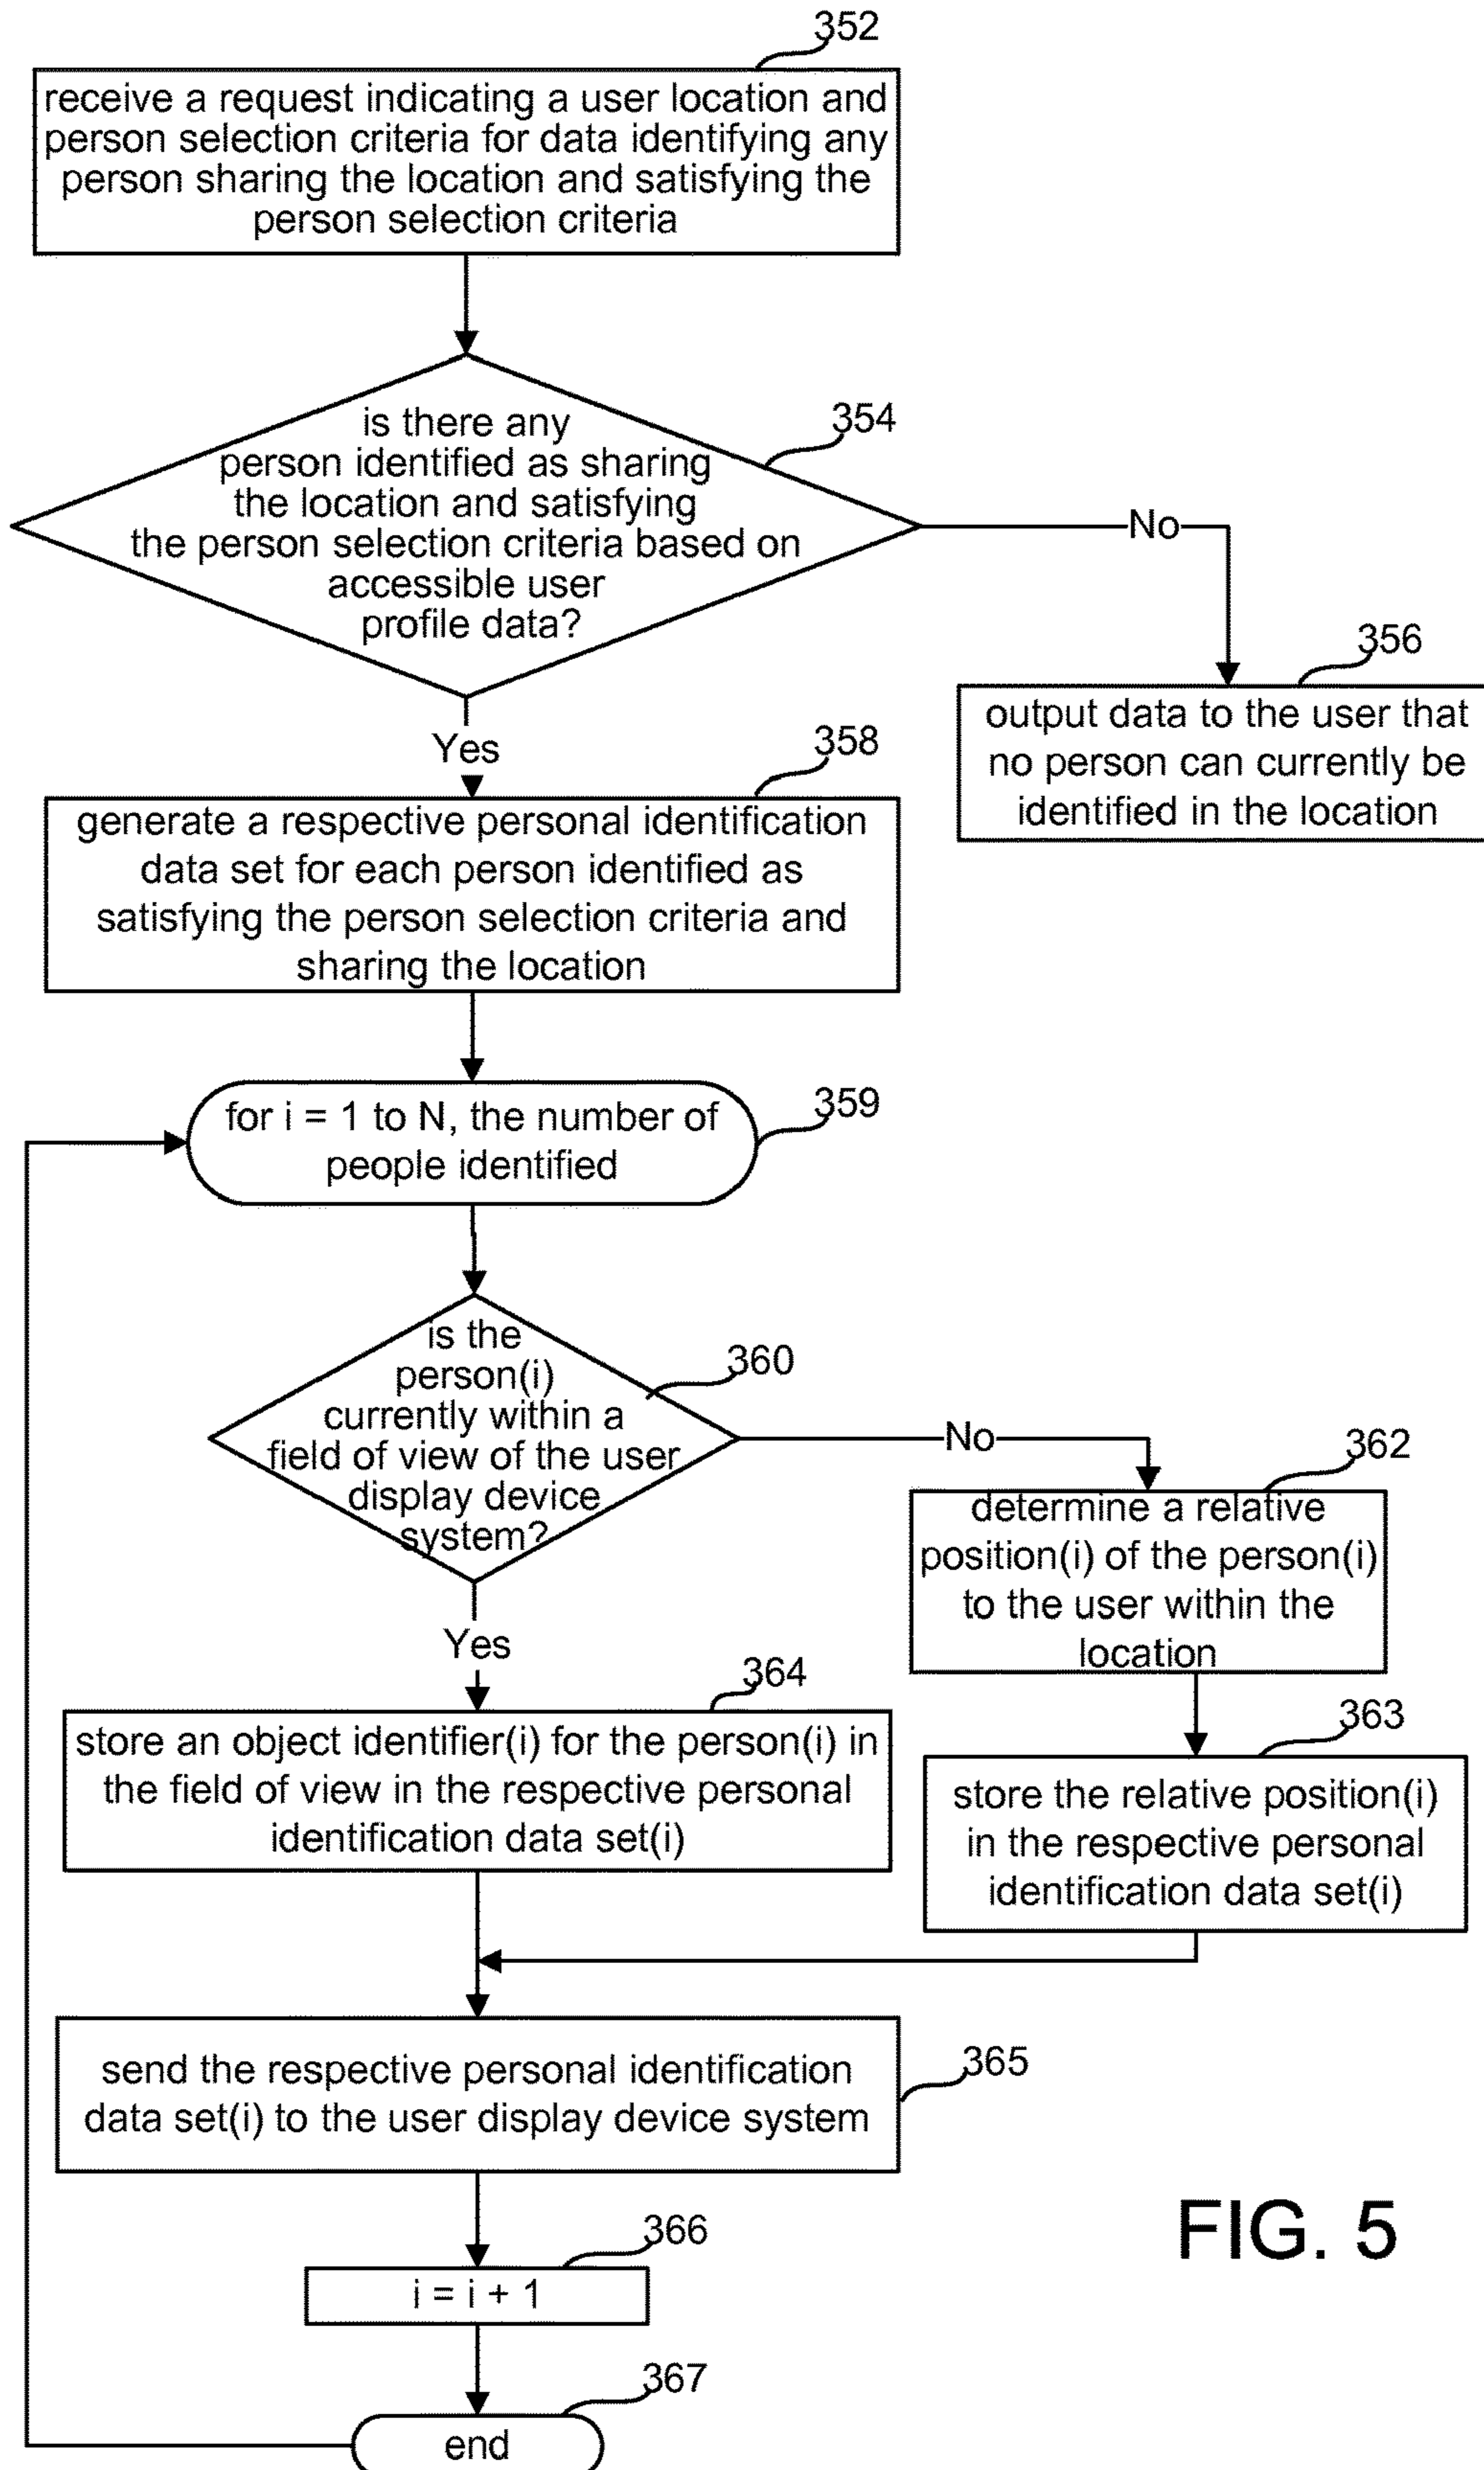 352
receive a request indicating a user location and
person selection criteria for data identifying any
person sharing the location and satisfying the
person selection criteria
354
is there any
person identified as sharing
the location and satisfying
the person selection criteria based on
accessible user
profile data?
No
356
output data to the user that
no person can currently be
identified in the location
Yes
358
generate a respective personal identification
data set for each person identified as
satisfying the person selection criteria and
sharing the location
359
for i = 1 to N, the number of
people identified
360
is the
person(i)
currently within a
field of view of the user
display device
system?
No
362
determine a relative
position(i) of the person(i)
to the user within the
location
Yes
364
store an object identifier(i) for the person(i) in
the field of view in the respective personal
identification data set(i)
363
store the relative position(i)
in the respective personal
identification data set(i)
365
send the respective personal identification
data set(i) to the user display device system
366
i = i + 1
367
end
FIG. 5